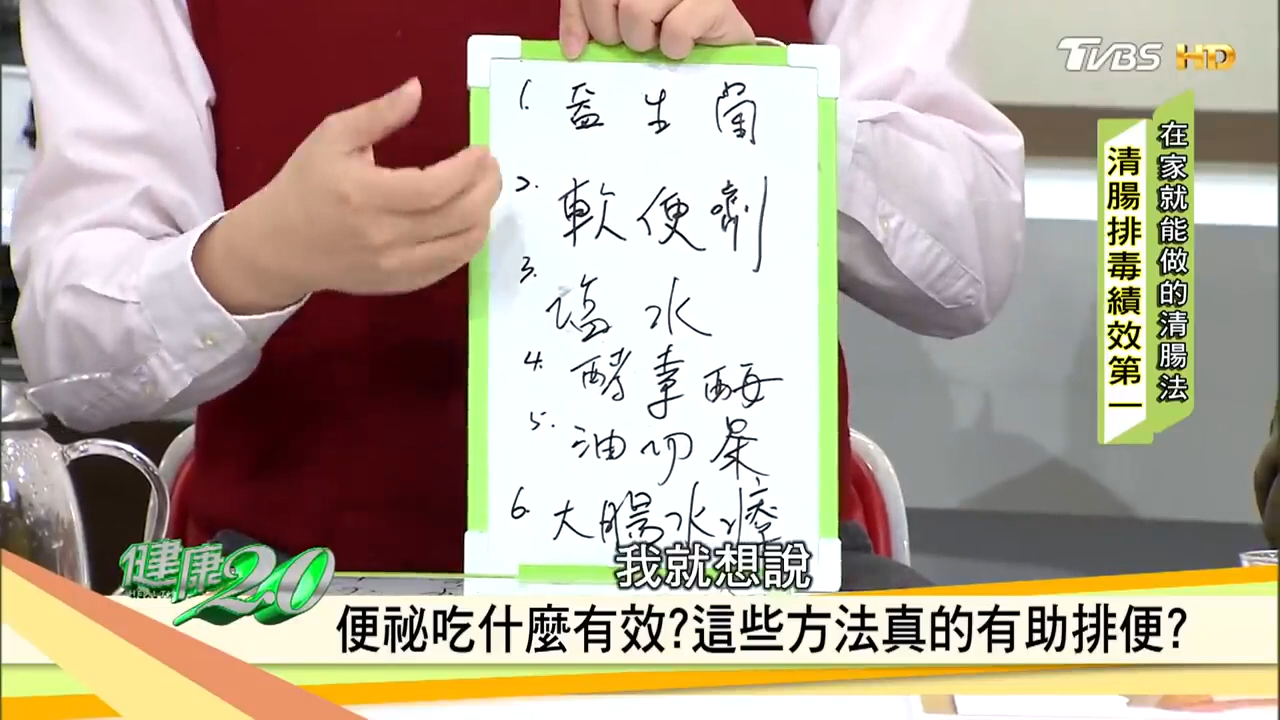 TVBS HD
在家就能做的清腸法
清腸排毒績效第一
1. 益生菌
2. 軟便劑
3. 塩水
4. 酵素
5. 油切茶
6. 大腸水療
我就想說
健康2.0
HEALTH
便祕吃什麼有效?這些方法真的有助排便?